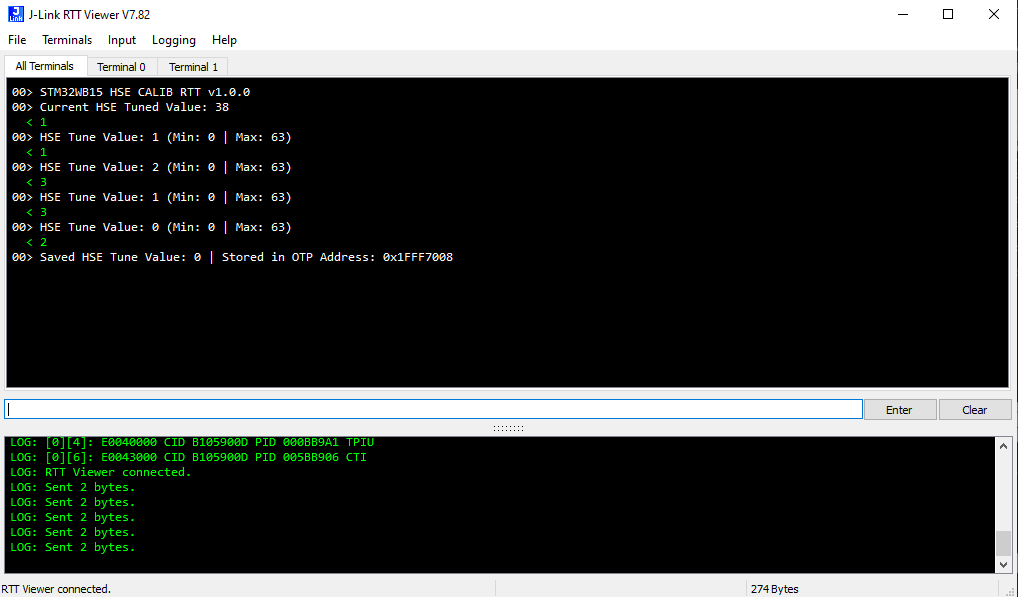 J-Link RTT Viewer V7.82
File Terminals Input Logging Help
All Terminals Terminal 0 Terminal 1
00> STM32WB15 HSE CALIB RTT v1.0.0
00> Current HSE Tuned Value: 38
< 1
00> HSE Tune Value: 1 (Min: 0 | Max: 63)
< 1
00> HSE Tune Value: 2 (Min: 0 | Max: 63)
< 3
00> HSE Tune Value: 1 (Min: 0 | Max: 63)
< 3
00> HSE Tune Value: 0 (Min: 0 | Max: 63)
< 2
00> Saved HSE Tune Value: 0 | Stored in OTP Address: 0x1FFF7008
Enter Clear
LOG: [0][4]: E0040000 CID B105900D PID 000BB9A1 TPIU
LOG: [0][6]: E0043000 CID B105900D PID 005BB906 CTI
LOG: RTT Viewer connected.
LOG: Sent 2 bytes.
LOG: Sent 2 bytes.
LOG: Sent 2 bytes.
LOG: Sent 2 bytes.
LOG: Sent 2 bytes.
RTT Viewer connected. 274 Bytes